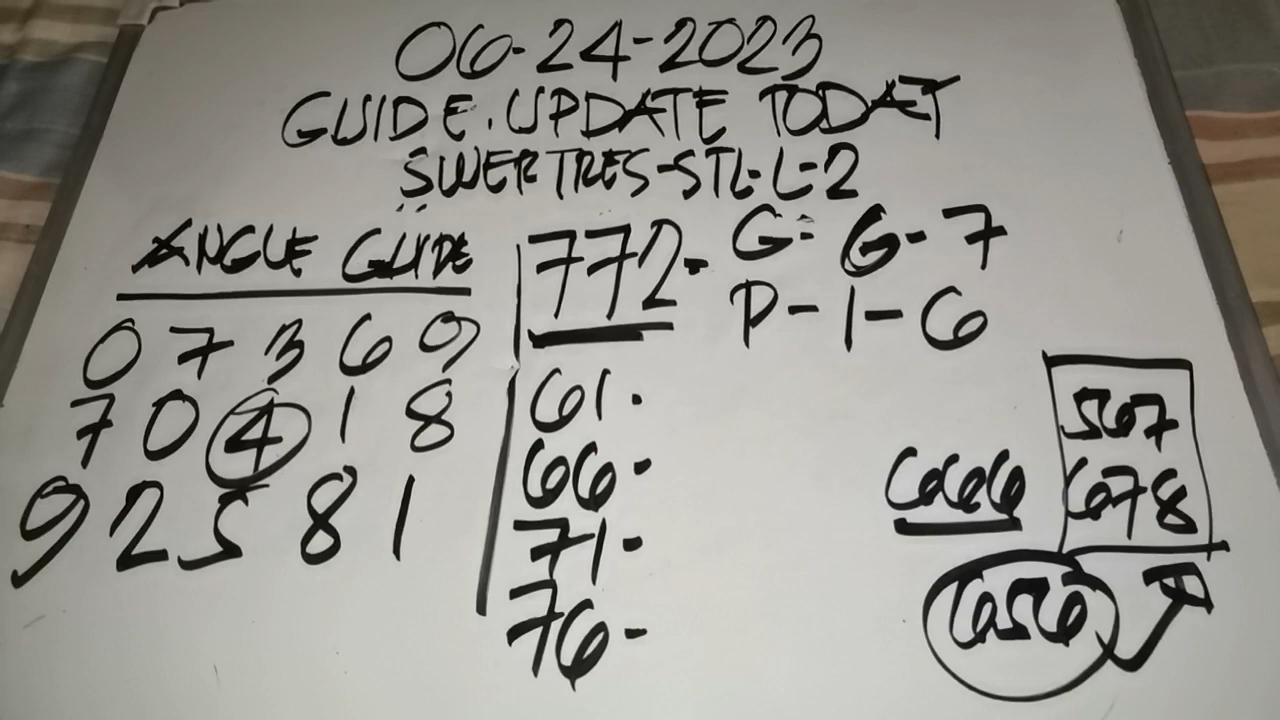 06-24-2023
GUIDE.UPDATE TODAY
SWERTRES-STL-L-2
ANGLE GUIDE
0 7 3 6 9
7 0 4 1 8
9 2 5 8 1
772- G: 6-7
P-1-6
61-
66-
71-
76-
567
678
666
656